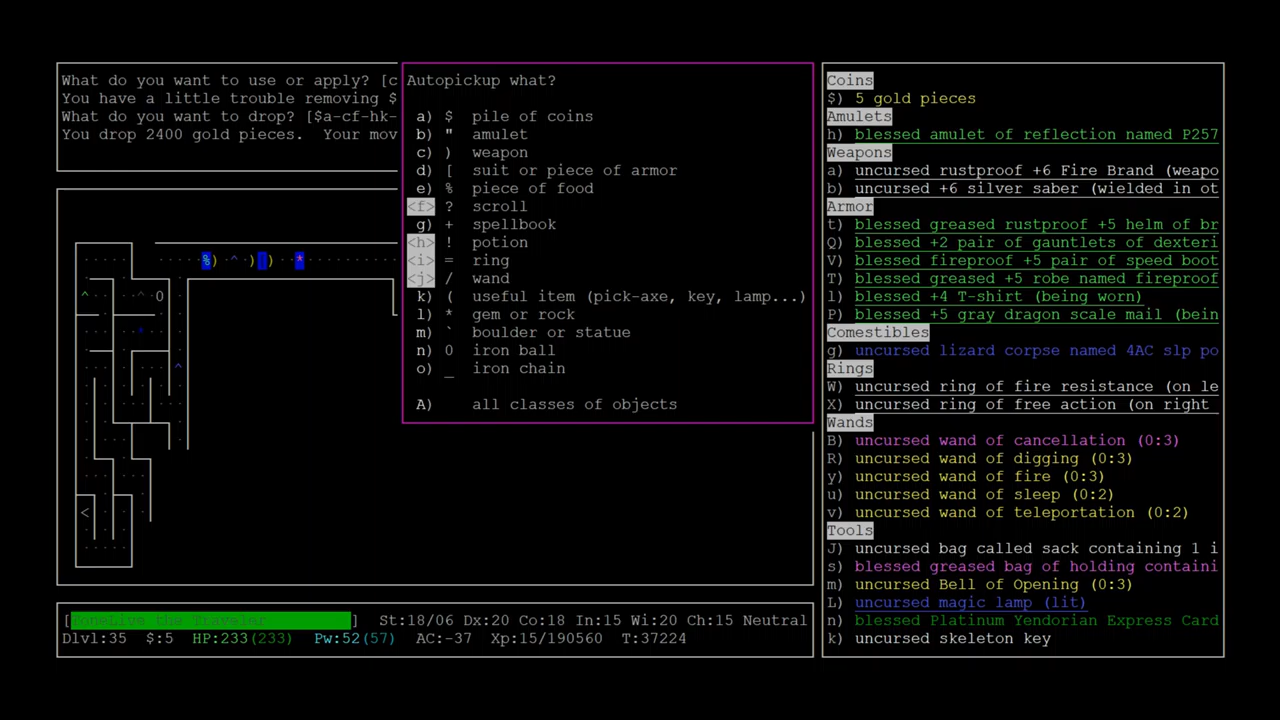 What do you want to use or apply? [c
You have a little trouble removing $
What do you want to drop? [$a-cf-hk-
You drop 2400 gold pieces.  Your mov
Autopickup what?
a) $ pile of coins
b) " amulet
c) ) weapon
d) [ suit or piece of armor
e) % piece of food
<f> ? scroll
g) + spellbook
<h> ! potion
<i> = ring
<j> / wand
k) ( useful item (pick-axe, key, lamp...)
l) * gem or rock
m) ` boulder or statue
n) 0 iron ball
o) _ iron chain
A) all classes of objects
Coins
$) 5 gold pieces
Amulets
h) blessed amulet of reflection named P257
Weapons
a) uncursed rustproof +6 Fire Brand (weapo
b) uncursed +6 silver saber (wielded in ot
Armor
t) blessed greased rustproof +5 helm of br
Q) blessed +2 pair of gauntlets of dexteri
V) blessed fireproof +5 pair of speed boot
T) blessed greased +5 robe named fireproof
l) blessed +4 T-shirt (being worn)
P) blessed +5 gray dragon scale mail (bein
Comestibles
g) uncursed lizard corpse named 4AC slp po
Rings
W) uncursed ring of fire resistance (on le
X) uncursed ring of free action (on right
Wands
B) uncursed wand of cancellation (0:3)
R) uncursed wand of digging (0:3)
y) uncursed wand of fire (0:3)
u) uncursed wand of sleep (0:2)
v) uncursed wand of teleportation (0:2)
Tools
J) uncursed bag called sack containing 1 i
s) blessed greased bag of holding containi
m) uncursed Bell of Opening (0:3)
L) uncursed magic lamp (lit)
n) blessed Platinum Yendorian Express Card
k) uncursed skeleton key
[the Traveler ] St:18/06 Dx:20 Co:18 In:15 Wi:20 Ch:15 Neutral
Dlvl:35 $:5 HP:233(233) Pw:52(57) AC:-37 Xp:15/190560 T:37224